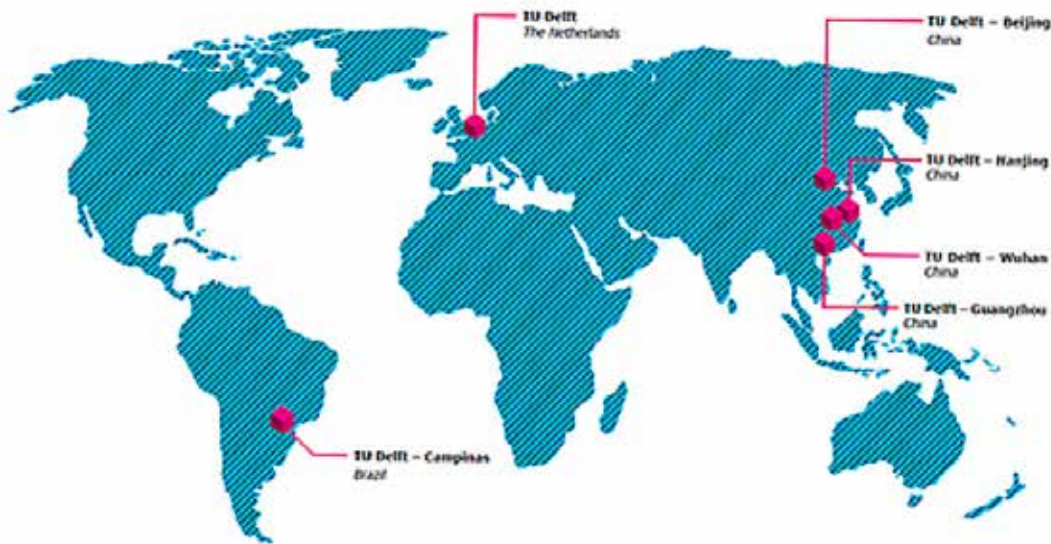 TU Delft
The Netherlands
TU Delft – Beijing
China
TU Delft – Nanjing
China
TU Delft – Wuhan
China
TU Delft – Guangzhou
China
TU Delft – Campinas
Brazil